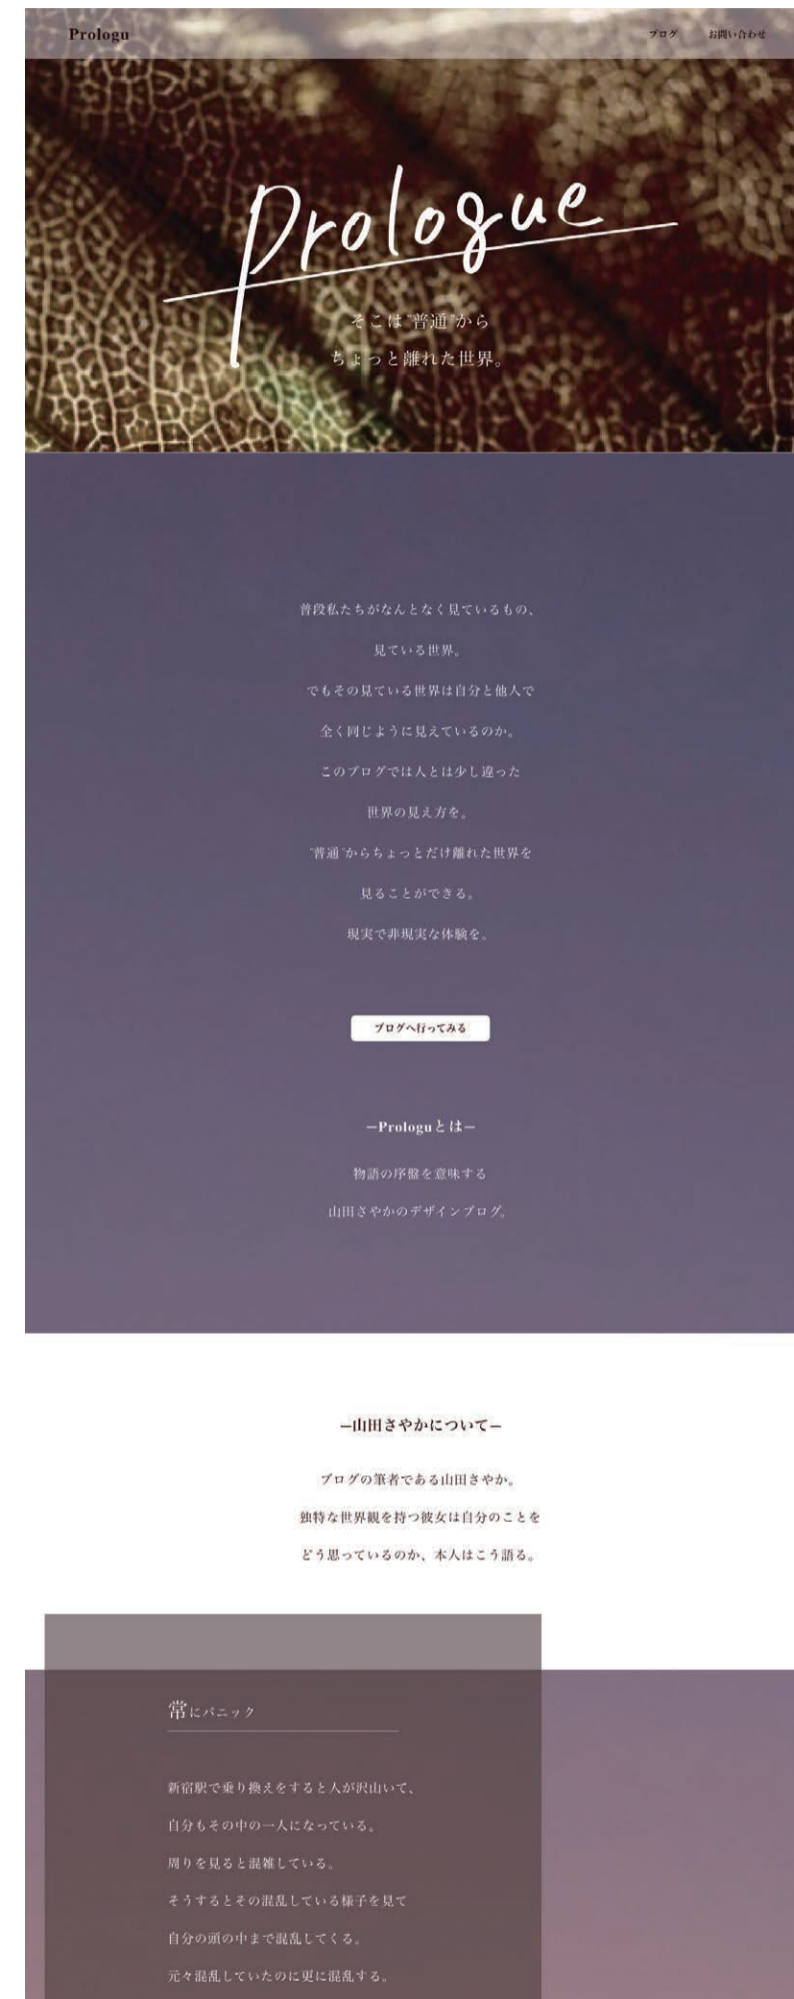 Prologu
ブログ
お問い合わせ
Prologue
そこは"普通"から
ちょっと離れた世界。
普段私たちがなんとなく見ているもの、
見ている世界。
でもその見ている世界は自分と他人で
全く同じように見えているのか。
このブログでは人とは少し違った
世界の見え方を。
"普通"からちょっとだけ離れた世界を
見ることができる。
現実で非現実な体験を。
ブログへ行ってみる
—Prologuとは—
物語の序盤を意味する
山田さやかのデザインブログ。
—山田さやかについて—
ブログの筆者である山田さやか。
独特な世界観を持つ彼女は自分のことを
どう思っているのか、本人はこう語る。
常にパニック
新宿駅で乗り換えをすると人が沢山いて、
自分もその中の一人になっている。
周りを見ると混雑している。
そうするとその混乱している様子を見て
自分の頭の中まで混乱してくる。
元々混乱していたのに更に混乱する。